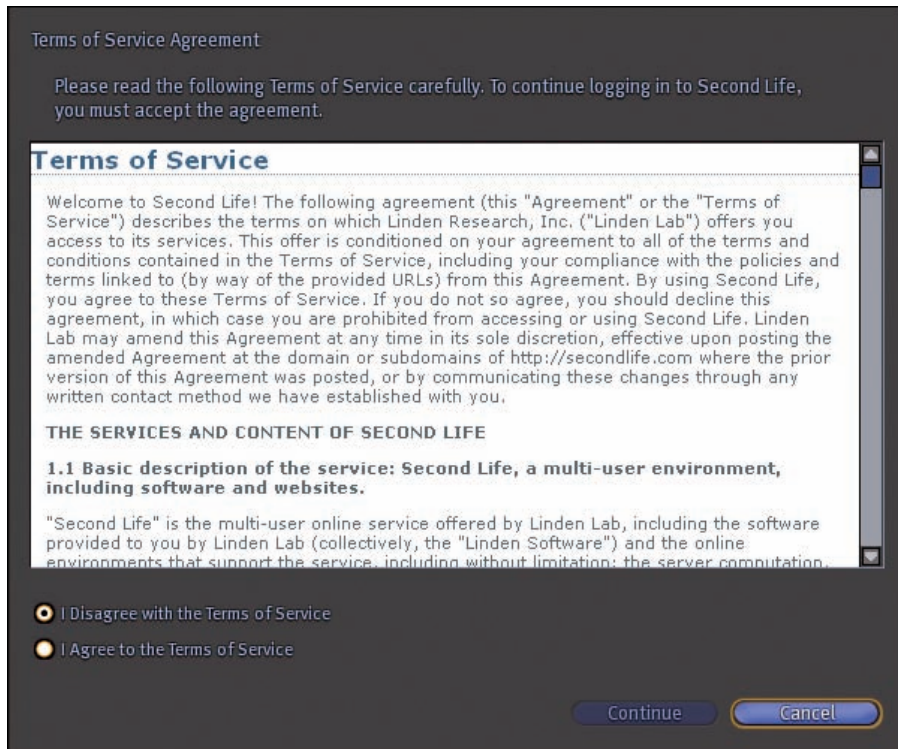 Terms of Service Agreement
Please read the following Terms of Service carefully. To continue logging in to Second Life,
you must accept the agreement.
Terms of Service
Welcome to Second Life! The following agreement (this "Agreement" or the "Terms of
Service") describes the terms on which Linden Research, Inc. ("Linden Lab") offers you
access to its services. This offer is conditioned on your agreement to all of the terms and
conditions contained in the Terms of Service, including your compliance with the policies and
terms linked to (by way of the provided URLs) from this Agreement. By using Second Life,
you agree to these Terms of Service. If you do not so agree, you should decline this
agreement, in which case you are prohibited from accessing or using Second Life. Linden
Lab may amend this Agreement at any time in its sole discretion, effective upon posting the
amended Agreement at the domain or subdomains of http://secondlife.com where the prior
version of this Agreement was posted, or by communicating these changes through any
written contact method we have established with you.
THE SERVICES AND CONTENT OF SECOND LIFE
1.1 Basic description of the service: Second Life, a multi-user environment,
including software and websites.
"Second Life" is the multi-user online service offered by Linden Lab, including the software
provided to you by Linden Lab (collectively, the "Linden Software") and the online
environments that support the service, including without limitation: the server computation,
I Disagree with the Terms of Service
I Agree to the Terms of Service
Continue
Cancel